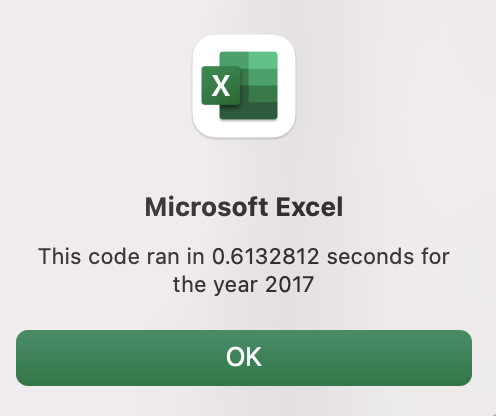 X
Microsoft Excel
This code ran in 0.6132812 seconds for
the year 2017
OK